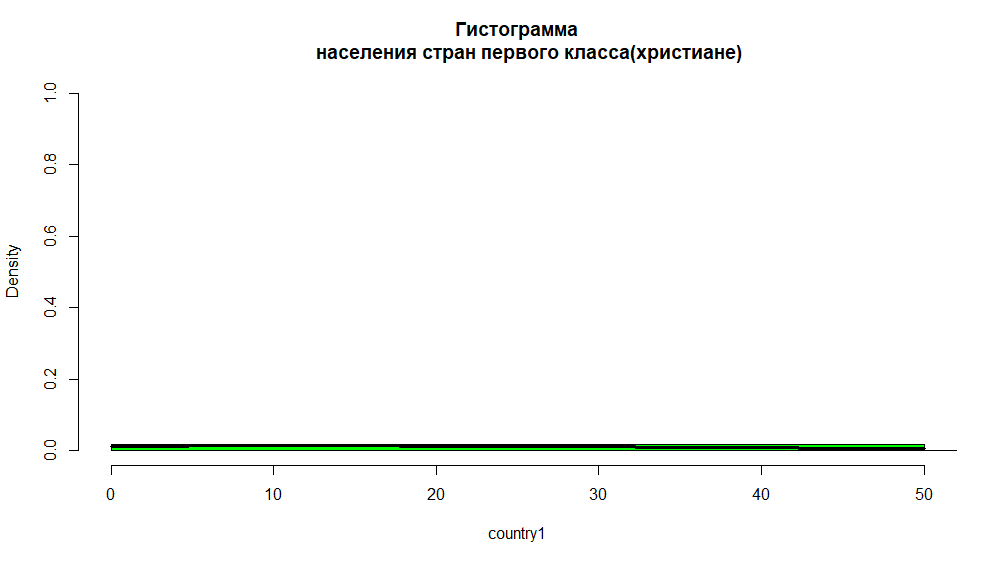 Гистограмма
населения стран первого класса(христиане)
Density
1.0
0.8
0.6
0.4
0.2
0.0
0 10 20 30 40 50
country1